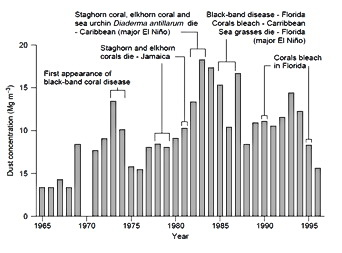 Staghorn coral, elkhorn coral and
sea urchin Diaderma antillarum die
- Caribbean (major El Niño)
Black-band disease - Florida
Corals bleach - Carribean
Sea grasses die - Florida
(major El Niño)
Staghorn and elkhorn
corals die - Jamaica
First appearance of
black-band coral disease
Corals bleach
in Florida
Dust concentration (Mg m⁻³)
20
15
10
5
0
1965 1970 1975 1980 1985 1990 1995
Year